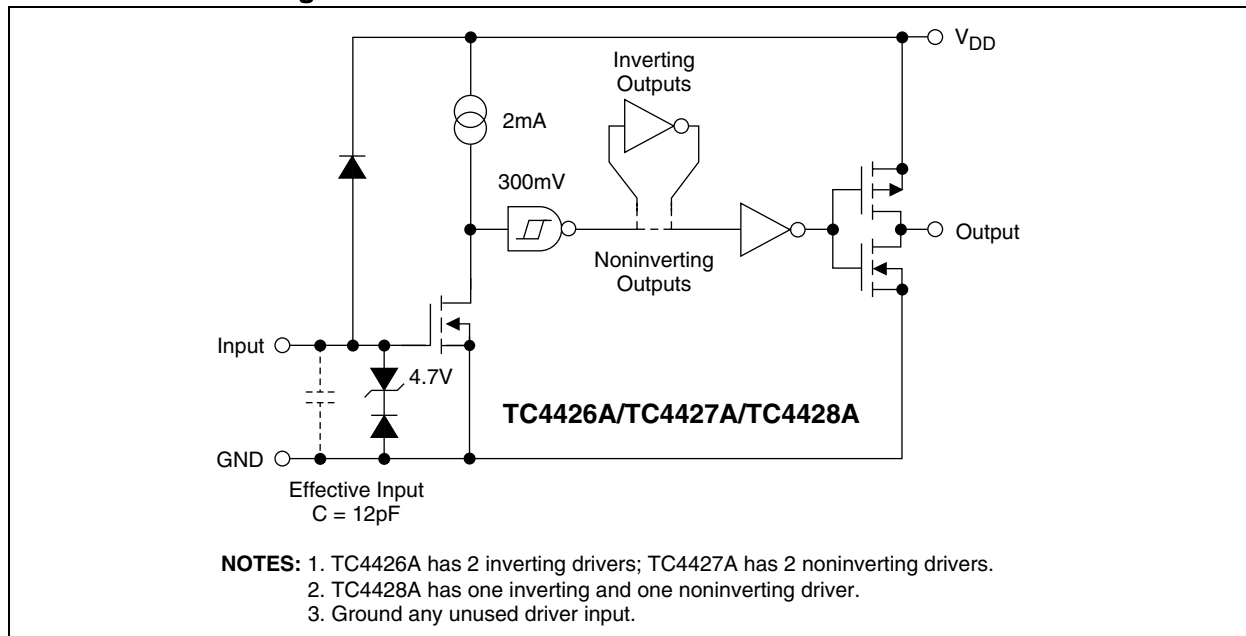 V_DD
Inverting
Outputs
2mA
300mV
Output
Noninverting
Outputs
Input
4.7V
TC4426A/TC4427A/TC4428A
GND
Effective Input
C = 12pF
NOTES: 1. TC4426A has 2 inverting drivers; TC4427A has 2 noninverting drivers.
2. TC4428A has one inverting and one noninverting driver.
3. Ground any unused driver input.